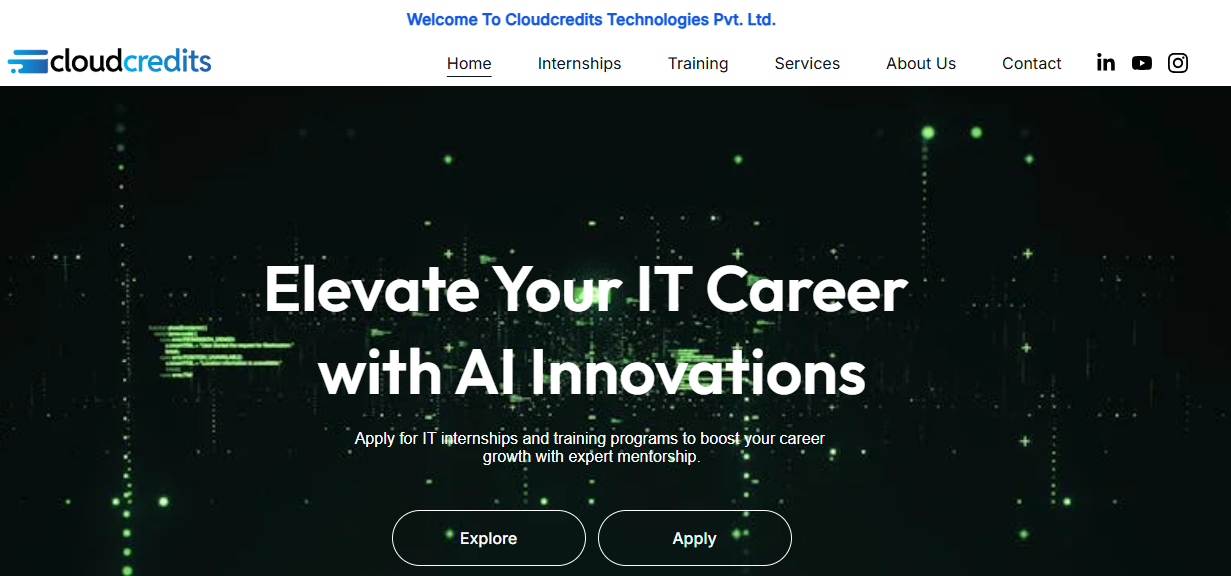 Welcome To Cloudcredits Technologies Pvt. Ltd.
cloudcredits
Home Internships Training Services About Us Contact
Elevate Your IT Career
with AI Innovations
Apply for IT internships and training programs to boost your career
growth with expert mentorship.
Explore Apply